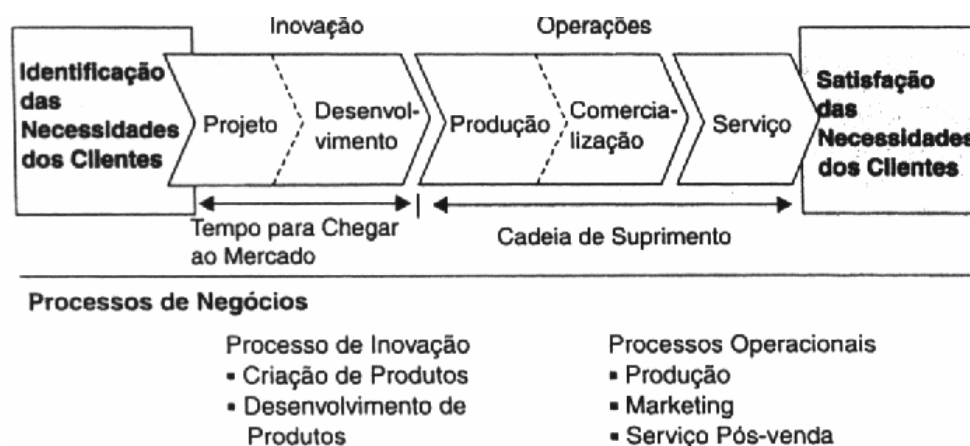 Inovação
Operações
Identificação
das
Necessidades
dos Clientes
Projeto
Desenvol-
vimento
Produção
Comercia-
lização
Serviço
Satisfação
das
Necessidades
dos Clientes
Tempo para Chegar
ao Mercado
Cadeia de Suprimento
Processos de Negócios
Processo de Inovação
▪ Criação de Produtos
▪ Desenvolvimento de
Produtos
Processos Operacionais
▪ Produção
▪ Marketing
▪ Serviço Pós-venda